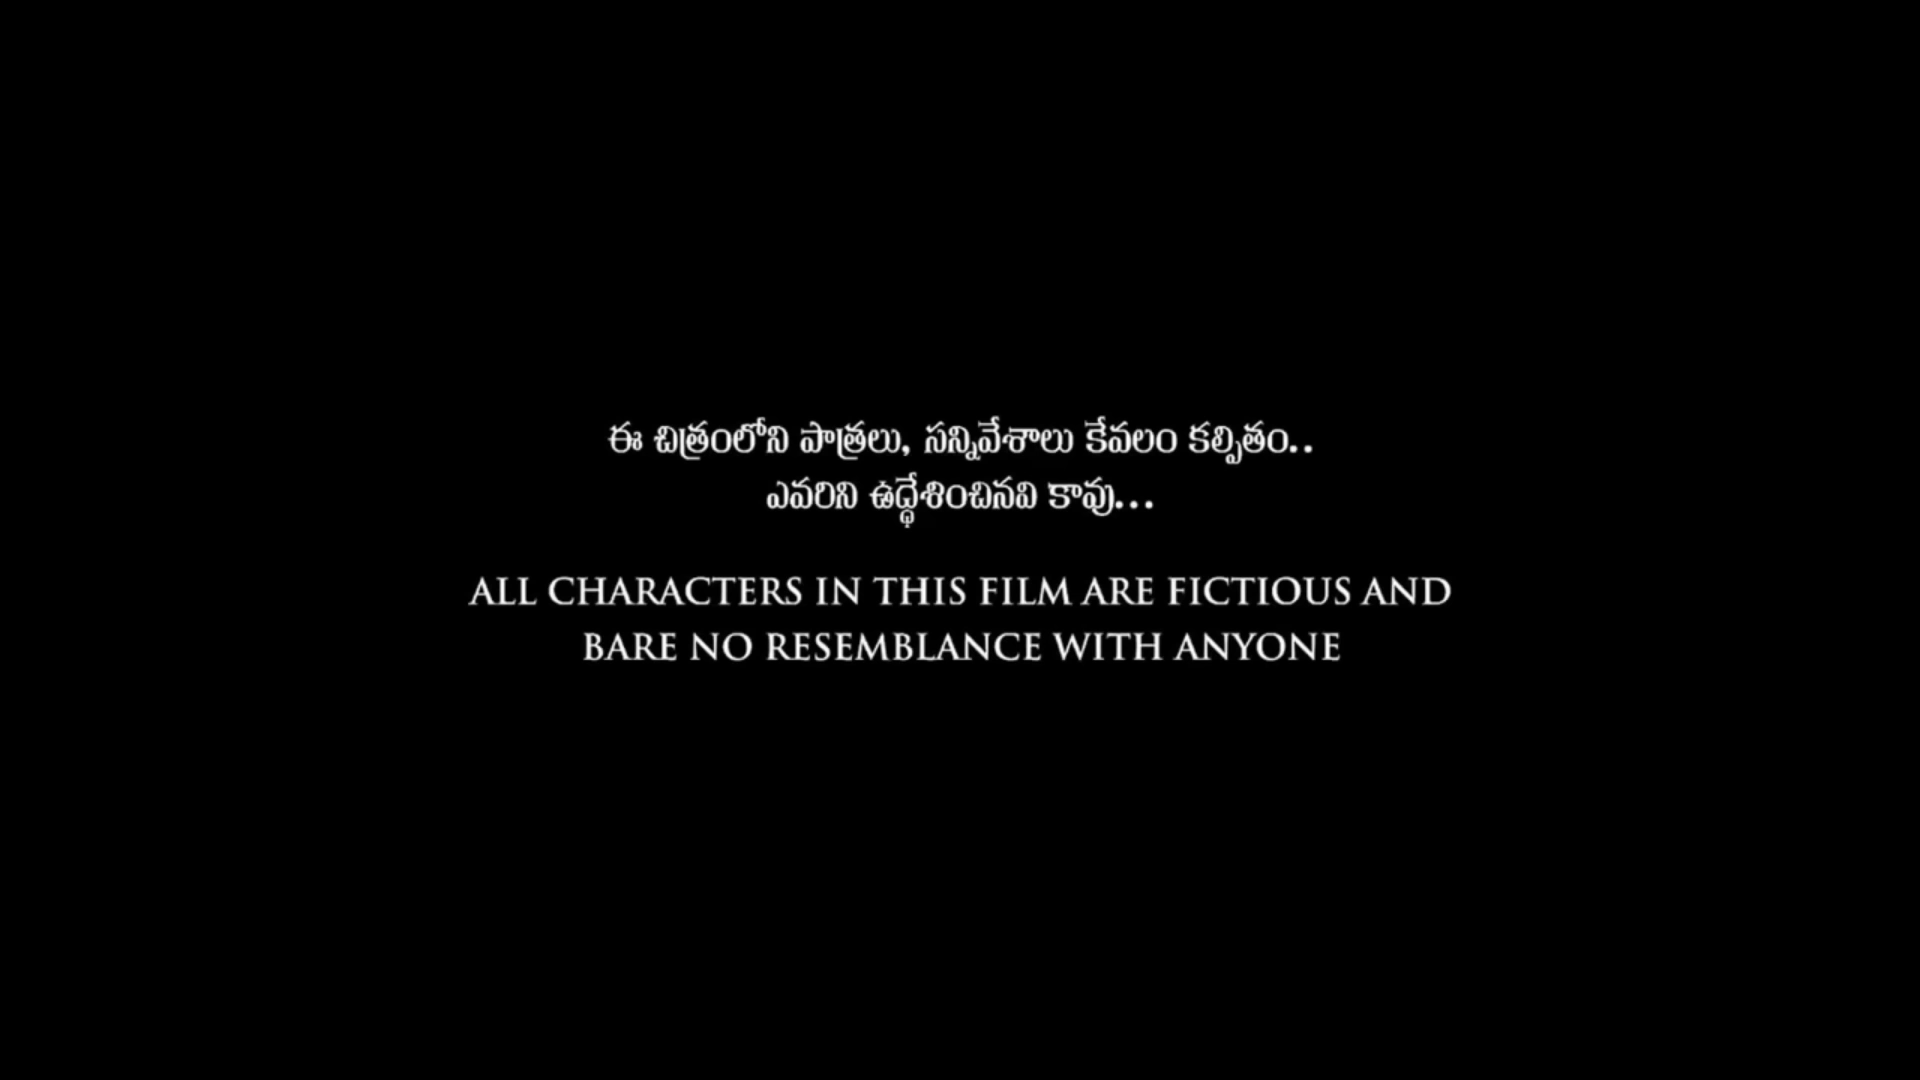 ఈ చిత్రంలోని పాత్రలు, సన్నివేశాలు కేవలం కల్పితం..
ఎవరిని ఉద్ధేశించినవి కావు...
ALL CHARACTERS IN THIS FILM ARE FICTIOUS AND
BARE NO RESEMBLANCE WITH ANYONE